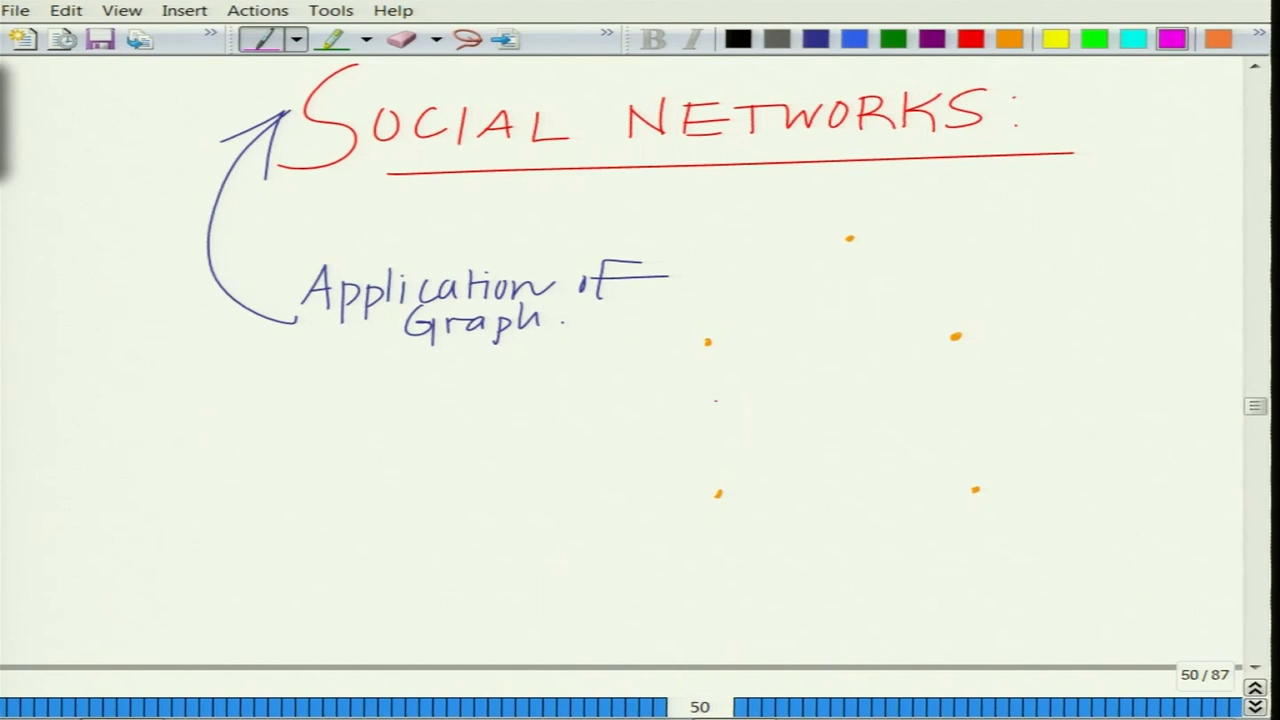 File Edit View Insert Actions Tools Help
B I
SOCIAL NETWORKS:
Application of
Graph.
50 / 87
50